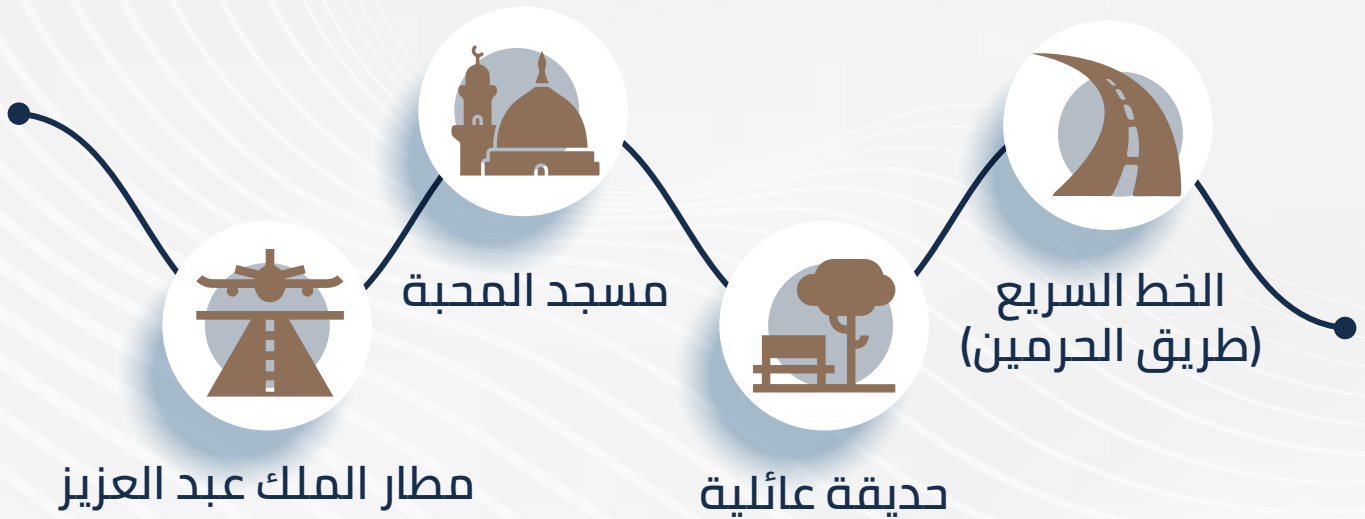 الخط السريع
(طريق الحرمين)
حديقة عائلية
مسجد المحبة
مطار الملك عبد العزيز